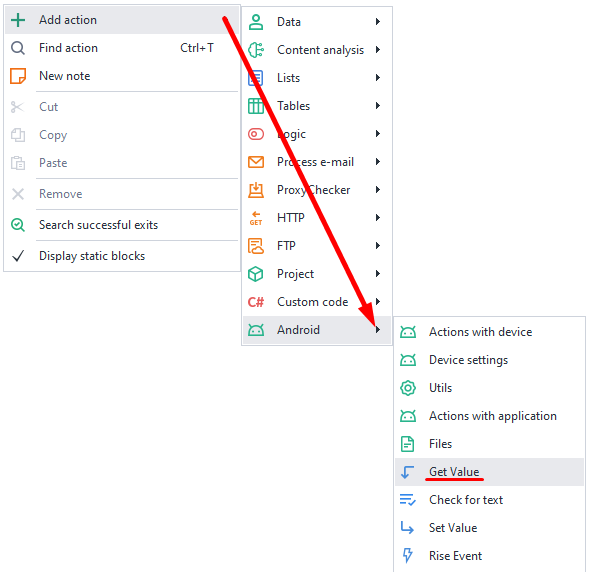 Add action
Find action Ctrl+T
New note
Cut
Copy
Paste
Remove
Search successful exits
Display static blocks
Data
Content analysis
Lists
Tables
Logic
Process e-mail
ProxyChecker
GET HTTP
FTP
Project
C# Custom code
Android
Actions with device
Device settings
Utils
Actions with application
Files
Get Value
Check for text
Set Value
Rise Event